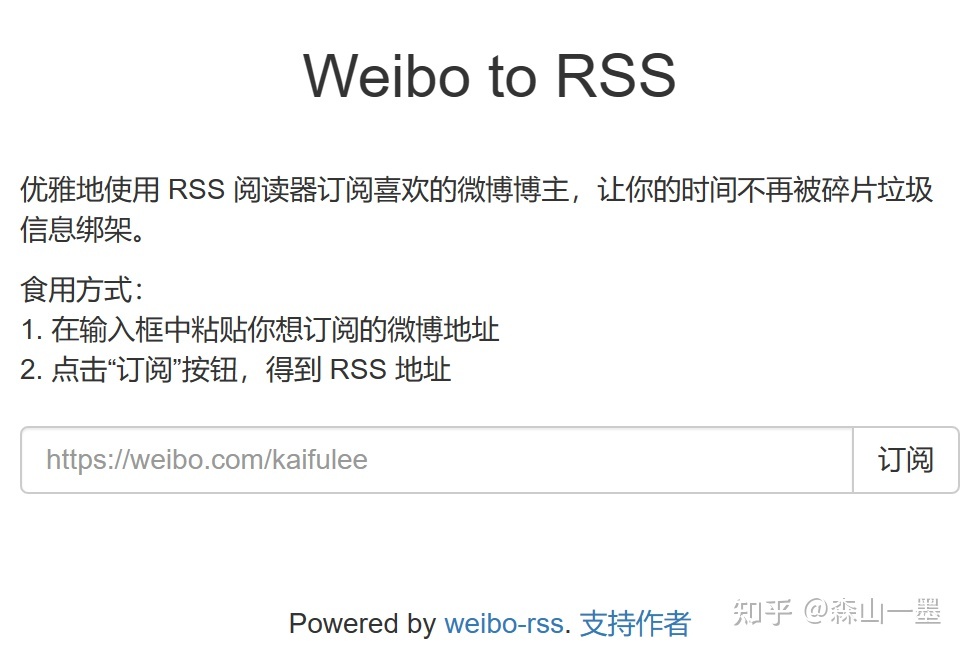 Weibo to RSS
优雅地使用 RSS 阅读器订阅喜欢的微博博主，让你的时间不再被碎片垃圾
信息绑架。
食用方式：
1. 在输入框中粘贴你想订阅的微博地址
2. 点击“订阅”按钮，得到 RSS 地址
https://weibo.com/kaifulee
订阅
Powered by weibo-rss. 支持作者
知乎 @森山一墨